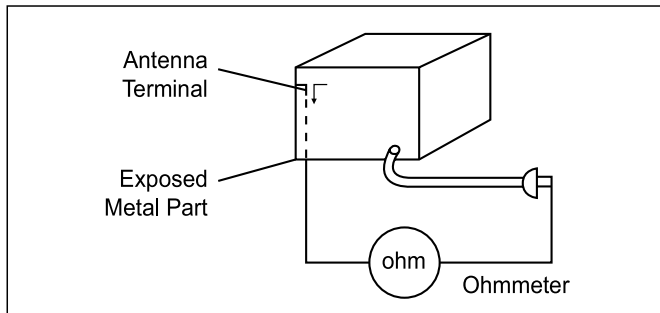 Antenna
Terminal
Exposed
Metal Part
ohm
Ohmmeter